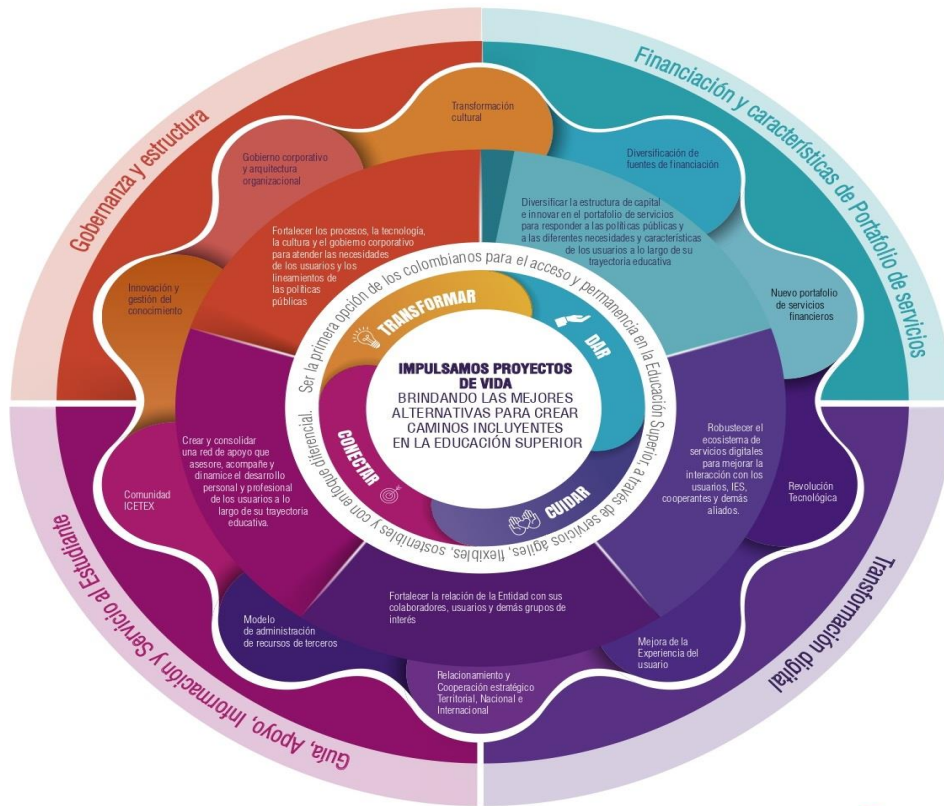 Gobernanza y estructura
Financiación y características de Portafolio de servicios
Transformación
cultural
Gobierno corporativo
y arquitectura
organizacional
Diversificación de
fuentes de financiación
Innovación y
gestión del
conocimiento
Nuevo portafolio
de servicios
financieros
Fortalecer los procesos, la tecnología,
la cultura y el gobierno corporativo
para atender las necesidades
de los usuarios y los
lineamientos de
las políticas
públicas
Diversificar la estructura de capital
e innovar en el portafolio de servicios
para responder a las políticas públicas y
a las diferentes necesidades y características
de los usuarios a lo largo de su
trayectoria educativa
Ser la primera opción de los colombianos para el acceso y permanencia en la Educación Superior, a través de servicios ágiles, flexibles, sostenibles y con enfoque diferencial.
TRANSFORMAR
DAR
CUIDAR
CONECTAR
IMPULSAMOS PROYECTOS
DE VIDA
BRINDANDO LAS MEJORES
ALTERNATIVAS PARA CREAR
CAMINOS INCLUYENTES
EN LA EDUCACIÓN SUPERIOR
Crear y consolidar
una red de apoyo que
asesore, acompañe y
dinamice el desarrollo
personal y profesional
de los usuarios a lo
largo de su trayectoria
educativa.
Robustecer el
ecosistema de
servicios digitales
para mejorar la
interacción con los
usuarios, IES,
cooperantes y demás
aliados.
Comunidad
ICETEX
Revolución
Tecnológica
Fortalecer la relación de la Entidad con sus
colaboradores, usuarios y demás grupos de
interés
Modelo
de administración
de recursos de terceros
Mejora de la
Experiencia del
usuario
Relacionamiento y
Cooperación estratégico
Territorial, Nacional e
Internacional
Guía, Apoyo, Información y Servicio al Estudiante
Transformación digital